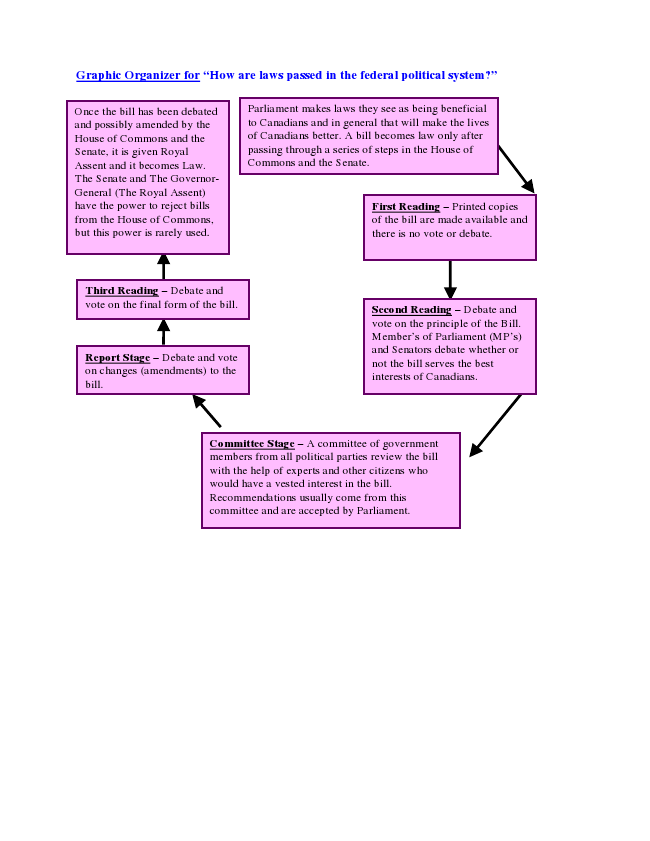 Graphic Organizer for “How are laws passed in the federal political system?”
Parliament makes laws they see as being beneficial
to Canadians and in general that will make the lives
of Canadians better. A bill becomes law only after
passing through a series of steps in the House of
Commons and the Senate.
First Reading – Printed copies
of the bill are made available and
there is no vote or debate.
Second Reading – Debate and
vote on the principle of the Bill.
Member’s of Parliament (MP’s)
and Senators debate whether or
not the bill serves the best
interests of Canadians.
Committee Stage – A committee of government
members from all political parties review the bill
with the help of experts and other citizens who
would have a vested interest in the bill.
Recommendations usually come from this
committee and are accepted by Parliament.
Report Stage – Debate and vote
on changes (amendments) to the
bill.
Third Reading – Debate and
vote on the final form of the bill.
Once the bill has been debated
and possibly amended by the
House of Commons and the
Senate, it is given Royal
Assent and it becomes Law.
The Senate and The Governor-
General (The Royal Assent)
have the power to reject bills
from the House of Commons,
but this power is rarely used.